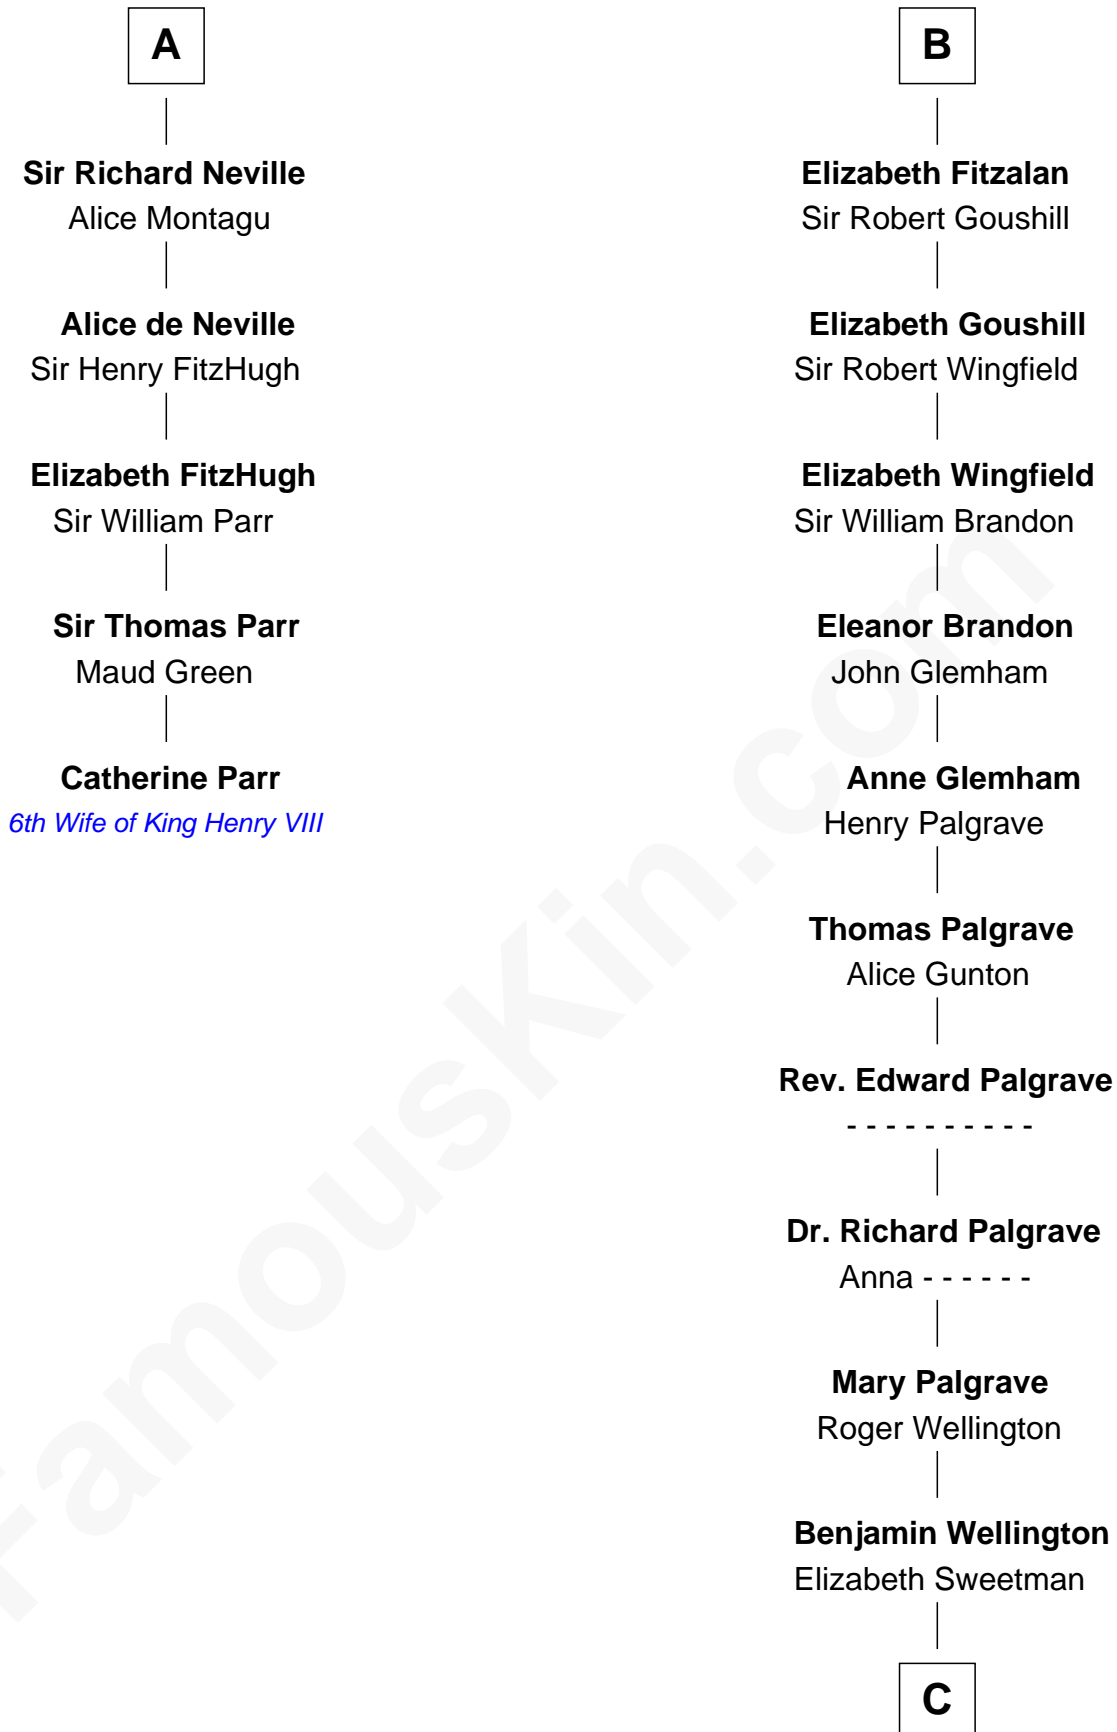 A
Sir Richard Neville
Alice Montagu
Alice de Neville
Sir Henry FitzHugh
Elizabeth FitzHugh
Sir William Parr
Sir Thomas Parr
Maud Green
Catherine Parr
6th Wife of King Henry VIII
B
Elizabeth Fitzalan
Sir Robert Goushill
Elizabeth Goushill
Sir Robert Wingfield
Elizabeth Wingfield
Sir William Brandon
Eleanor Brandon
John Glemham
Anne Glemham
Henry Palgrave
Thomas Palgrave
Alice Gunton
Rev. Edward Palgrave
- - - - - - - - - -
Dr. Richard Palgrave
Anna - - - - - -
Mary Palgrave
Roger Wellington
Benjamin Wellington
Elizabeth Sweetman
C
FamousKin.com